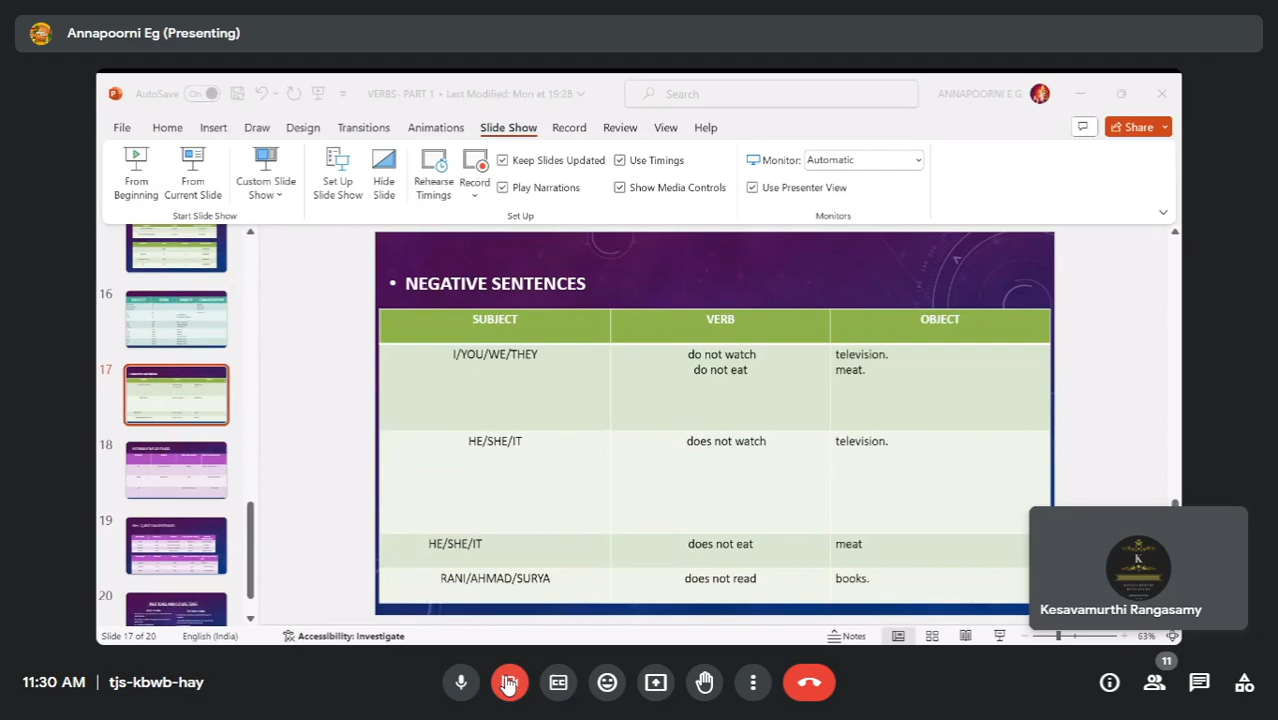 Annapoorni Eg (Presenting)
AutoSave On VERBS- PART 1 • Last Modified: Mon at 19:28 Search ANNAPOORNI E G
File Home Insert Draw Design Transitions Animations Slide Show Record Review View Help Share
From Beginning
From Current Slide
Custom Slide Show
Set Up Slide Show
Hide Slide
Rehearse Timings
Record
Keep Slides Updated
Use Timings
Play Narrations
Show Media Controls
Monitor: Automatic
Use Presenter View
Start Slide Show Set Up Monitors
16
17
18
19
20
• NEGATIVE SENTENCES
SUBJECT VERB OBJECT
I/YOU/WE/THEY do not watch television.
do not eat meat.
HE/SHE/IT does not watch television.
HE/SHE/IT does not eat meat
RANI/AHMAD/SURYA does not read books.
K
Kesavamurthi Rangasamy
Slide 17 of 20 English (India) Accessibility: Investigate Notes 63%
11:30 AM | tjs-kbwb-hay
11